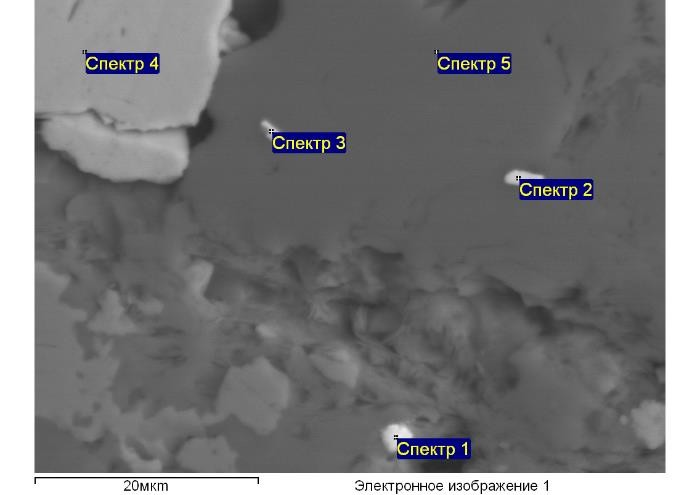 Спектр 4
Спектр 5
Спектр 3
Спектр 2
Спектр 1
20мкm
Электронное изображение 1